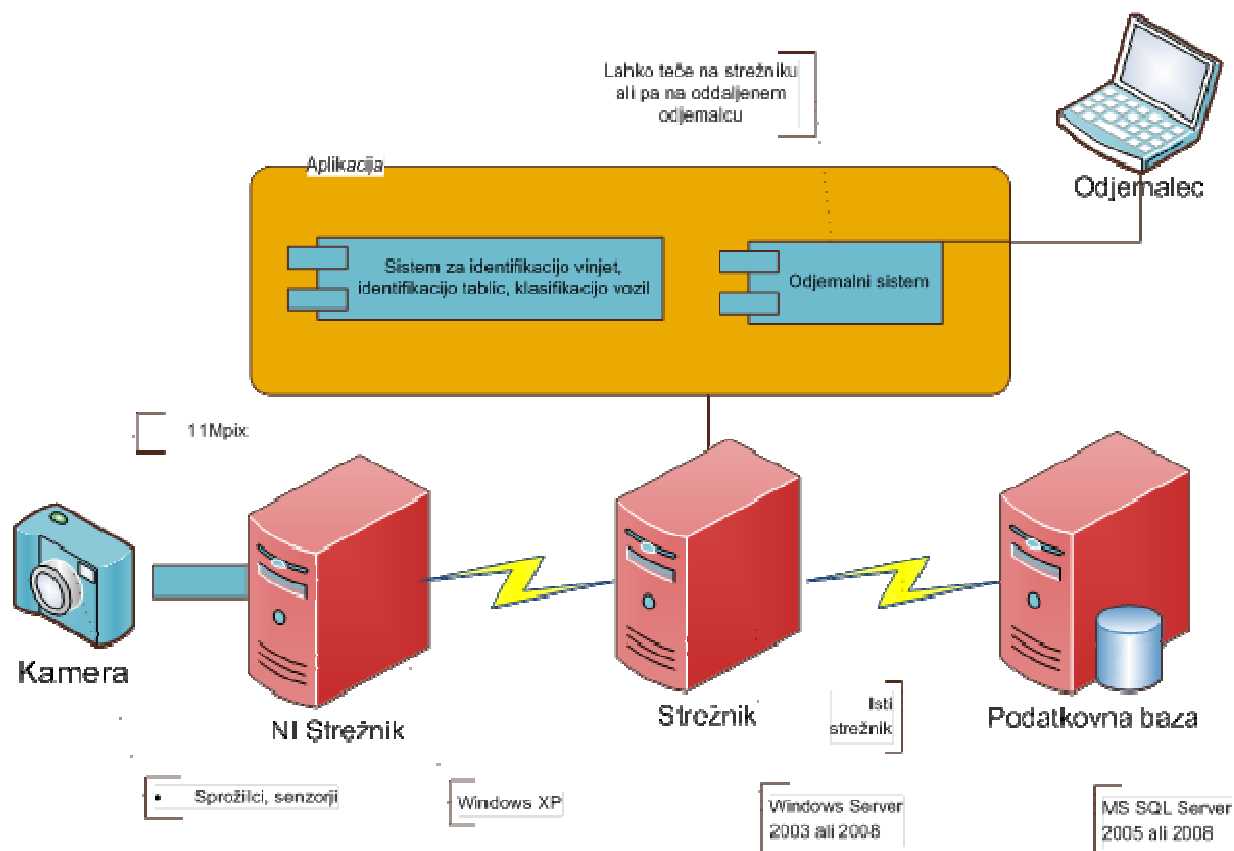 Lahko teče na strežniku
ali pa na oddaljenem
odjemalcu
Odjemalec
Aplikacija
Sistem za identifikacijo vinjet,
identifikacijo tablic, klasifikacijo vozil
Odjemalni sistem
11Mpix
Kamera
NI Strežnik
Strežnik
Isti
strežnik
Podatkovna baza
• Sprožilci, senzorji
Windows XP
Windows Server
2003 ali 2008
MS SQL Server
2005 ali 2008